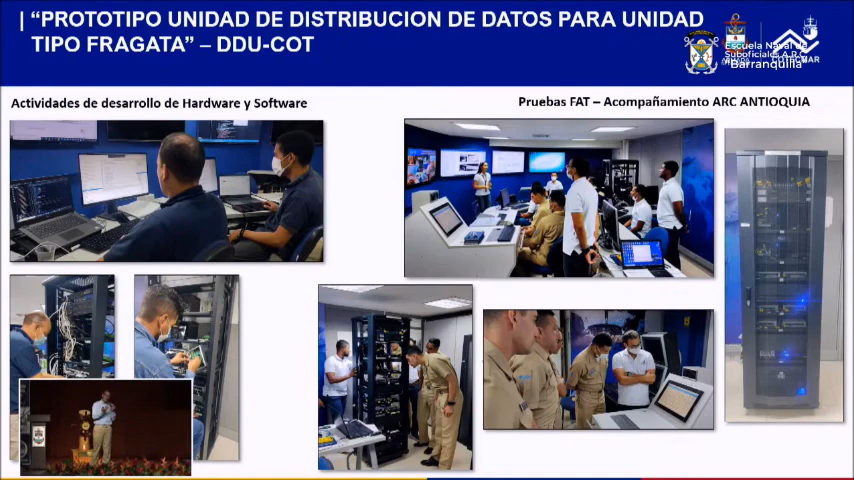 | “PROTOTIPO UNIDAD DE DISTRIBUCION DE DATOS PARA UNIDAD
TIPO FRAGATA” – DDU-COT
Escuela Naval de
Suboficiales A.R.C
"Barranquilla"
Actividades de desarrollo de Hardware y Software
Pruebas FAT – Acompañamiento ARC ANTIOQUIA